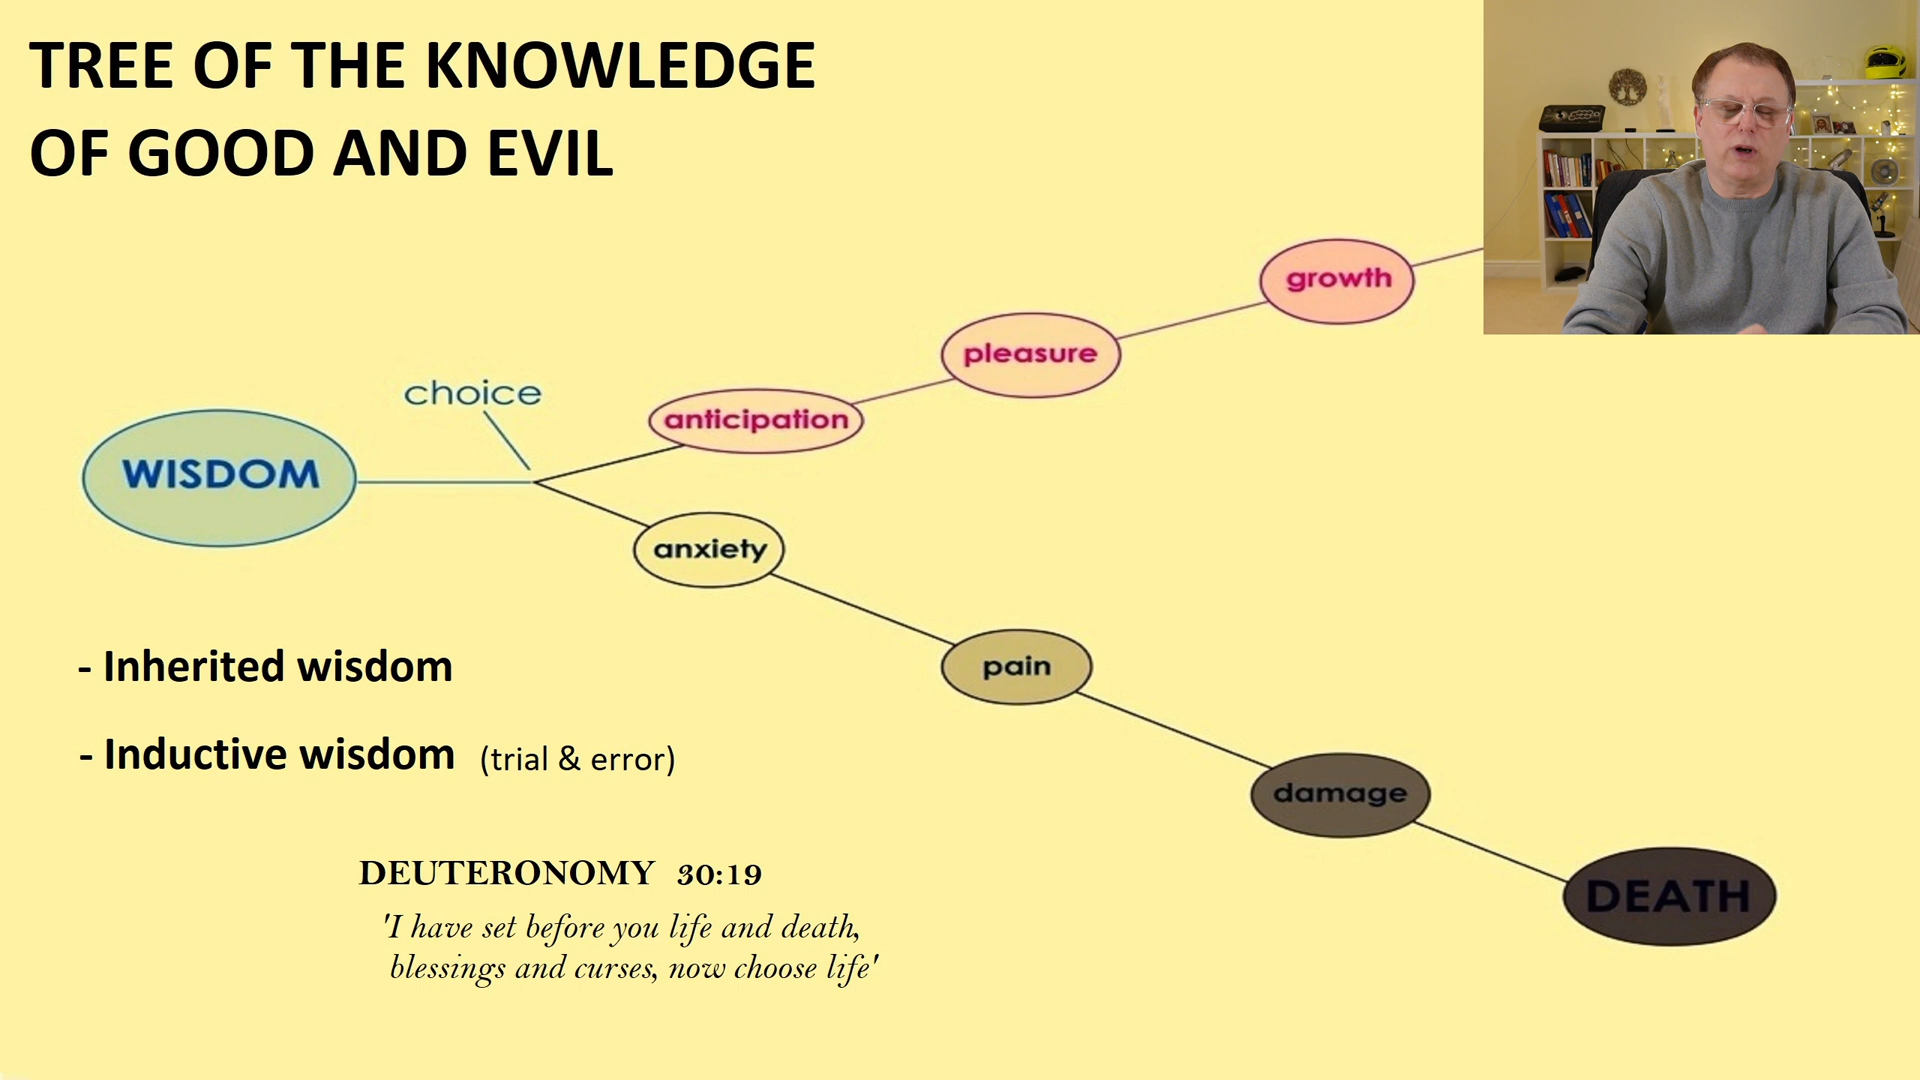 TREE OF THE KNOWLEDGE
OF GOOD AND EVIL
growth
pleasure
choice
anticipation
WISDOM
anxiety
pain
- Inherited wisdom
- Inductive wisdom (trial & error)
damage
DEATH
DEUTERONOMY 30:19
'I have set before you life and death,
blessings and curses, now choose life'